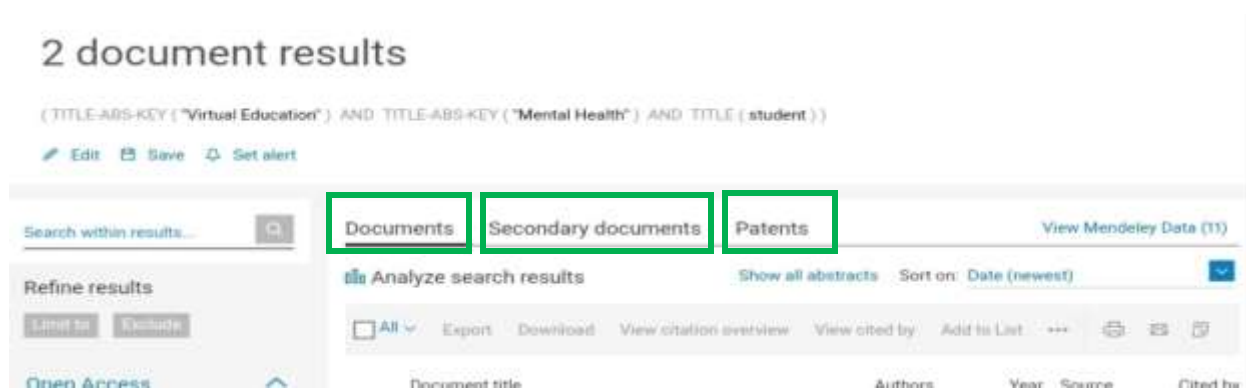 2 document results
( TITLE-ABS-KEY ( "Virtual Education" ) AND TITLE-ABS-KEY ( "Mental Health" ) AND TITLE ( student ) )
Edit Save Set alert
Search within results...
Documents Secondary documents Patents View Mendeley Data (11)
Analyze search results Show all abstracts Sort on: Date (newest)
Refine results
Limit to Exclude
All Export Download View citation overview View cited by Add to List ...
Open Access
Document title Authors Year Source Cited by